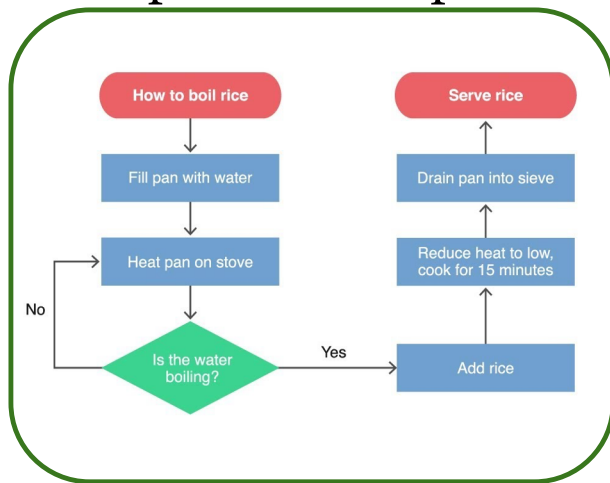 How to boil rice
Fill pan with water
Heat pan on stove
No
Is the water
boiling?
Yes
Add rice
Reduce heat to low,
cook for 15 minutes
Drain pan into sieve
Serve rice